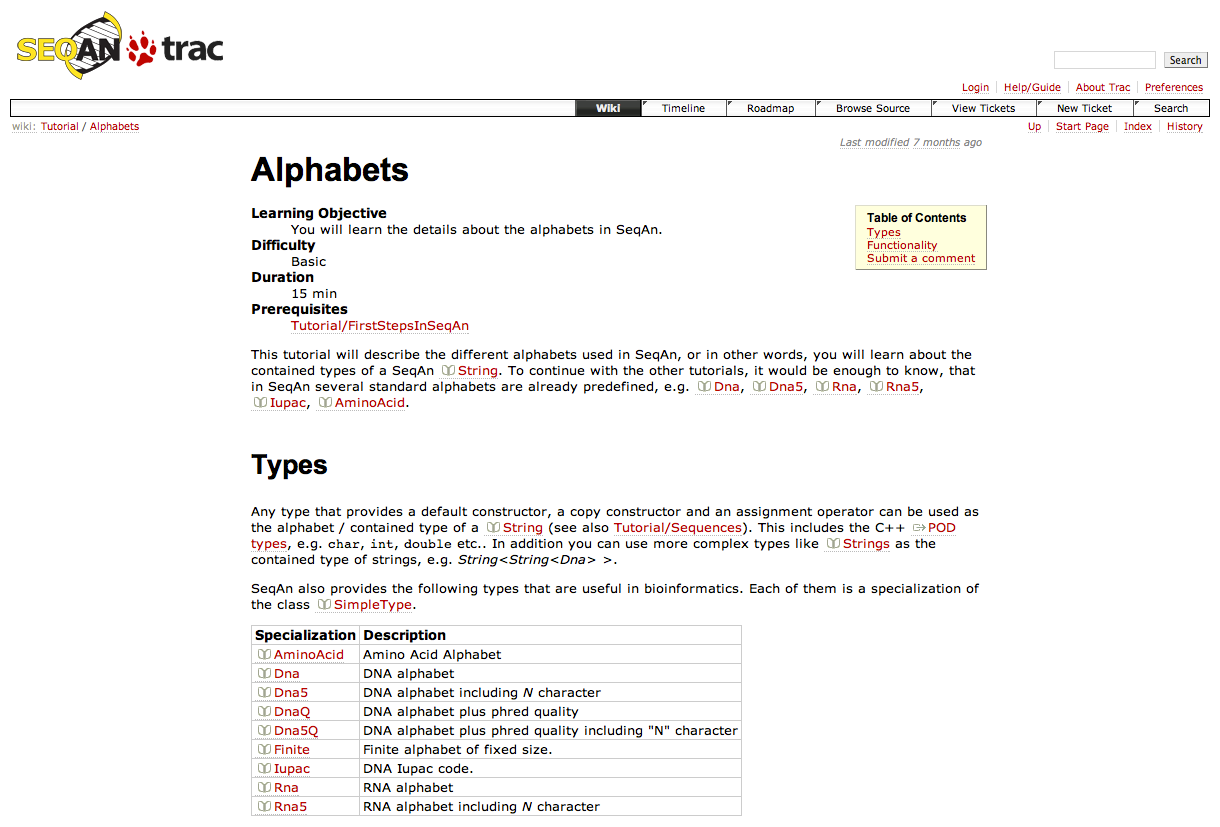 SEQAN trac
Search
Login Help/Guide About Trac Preferences
Wiki Timeline Roadmap Browse Source View Tickets New Ticket Search
wiki: Tutorial / Alphabets
Up Start Page Index History
Last modified 7 months ago
Alphabets
Learning Objective
You will learn the details about the alphabets in SeqAn.
Difficulty
Basic
Duration
15 min
Prerequisites
Tutorial/FirstStepsInSeqAn
Table of Contents
Types
Functionality
Submit a comment
This tutorial will describe the different alphabets used in SeqAn, or in other words, you will learn about the
contained types of a SeqAn String. To continue with the other tutorials, it would be enough to know, that
in SeqAn several standard alphabets are already predefined, e.g. Dna, Dna5, Rna, Rna5,
Iupac, AminoAcid.
Types
Any type that provides a default constructor, a copy constructor and an assignment operator can be used as
the alphabet / contained type of a String (see also Tutorial/Sequences). This includes the C++ POD
types, e.g. char, int, double etc.. In addition you can use more complex types like Strings as the
contained type of strings, e.g. String<String<Dna> >.
SeqAn also provides the following types that are useful in bioinformatics. Each of them is a specialization of
the class SimpleType.
Specialization Description
AminoAcid Amino Acid Alphabet
Dna DNA alphabet
Dna5 DNA alphabet including N character
DnaQ DNA alphabet plus phred quality
Dna5Q DNA alphabet plus phred quality including "N" character
Finite Finite alphabet of fixed size.
Iupac DNA Iupac code.
Rna RNA alphabet
Rna5 RNA alphabet including N character